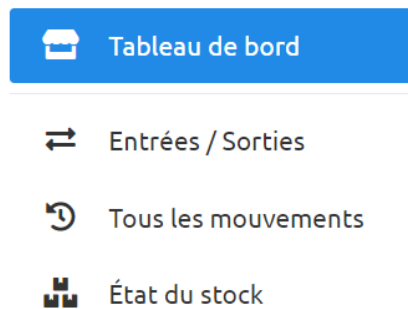 Tableau de bord
Entrées / Sorties
Tous les mouvements
État du stock